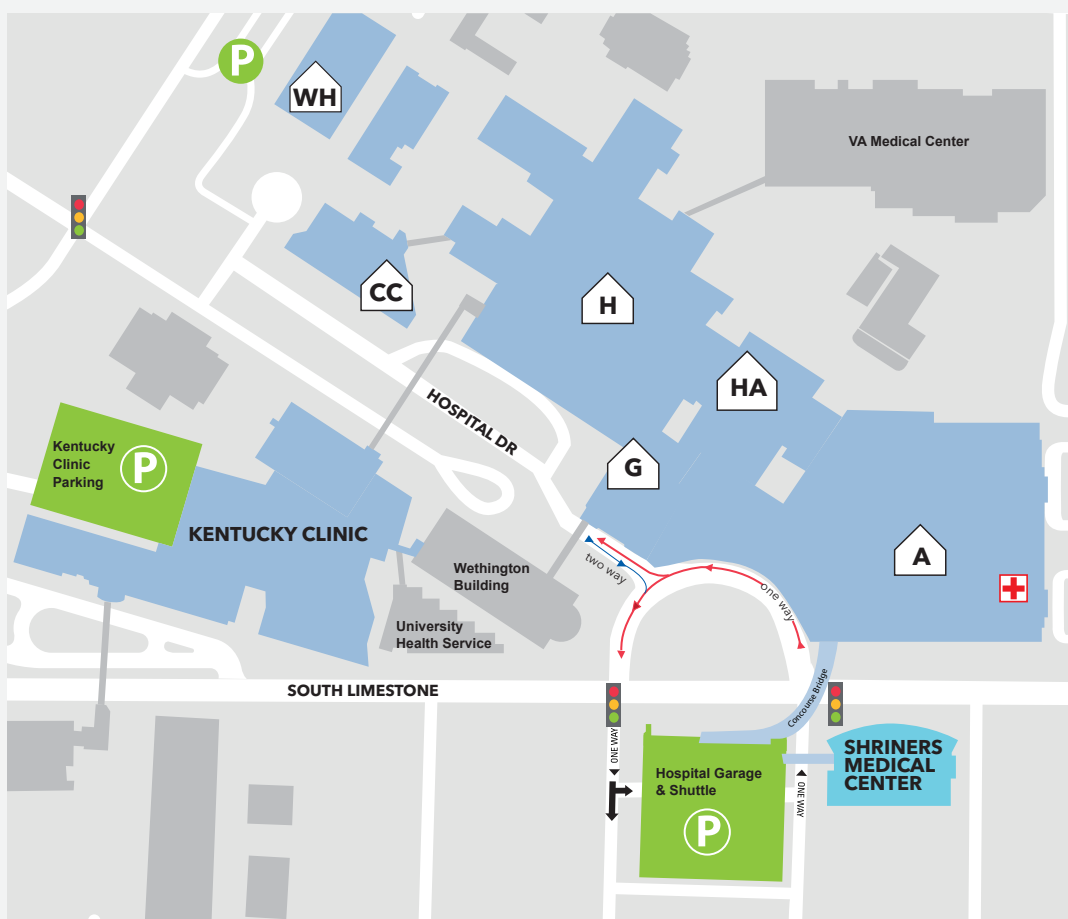 P
WH
VA Medical Center
CC
H
HA
HOSPITAL DR
Kentucky
Clinic
Parking
P
G
KENTUCKY CLINIC
A
two way
one way
Wethington
Building
University
Health Service
SOUTH LIMESTONE
Concourse Bridge
ONE WAY
Hospital Garage
& Shuttle
P
ONE WAY
SHRINERS
MEDICAL
CENTER